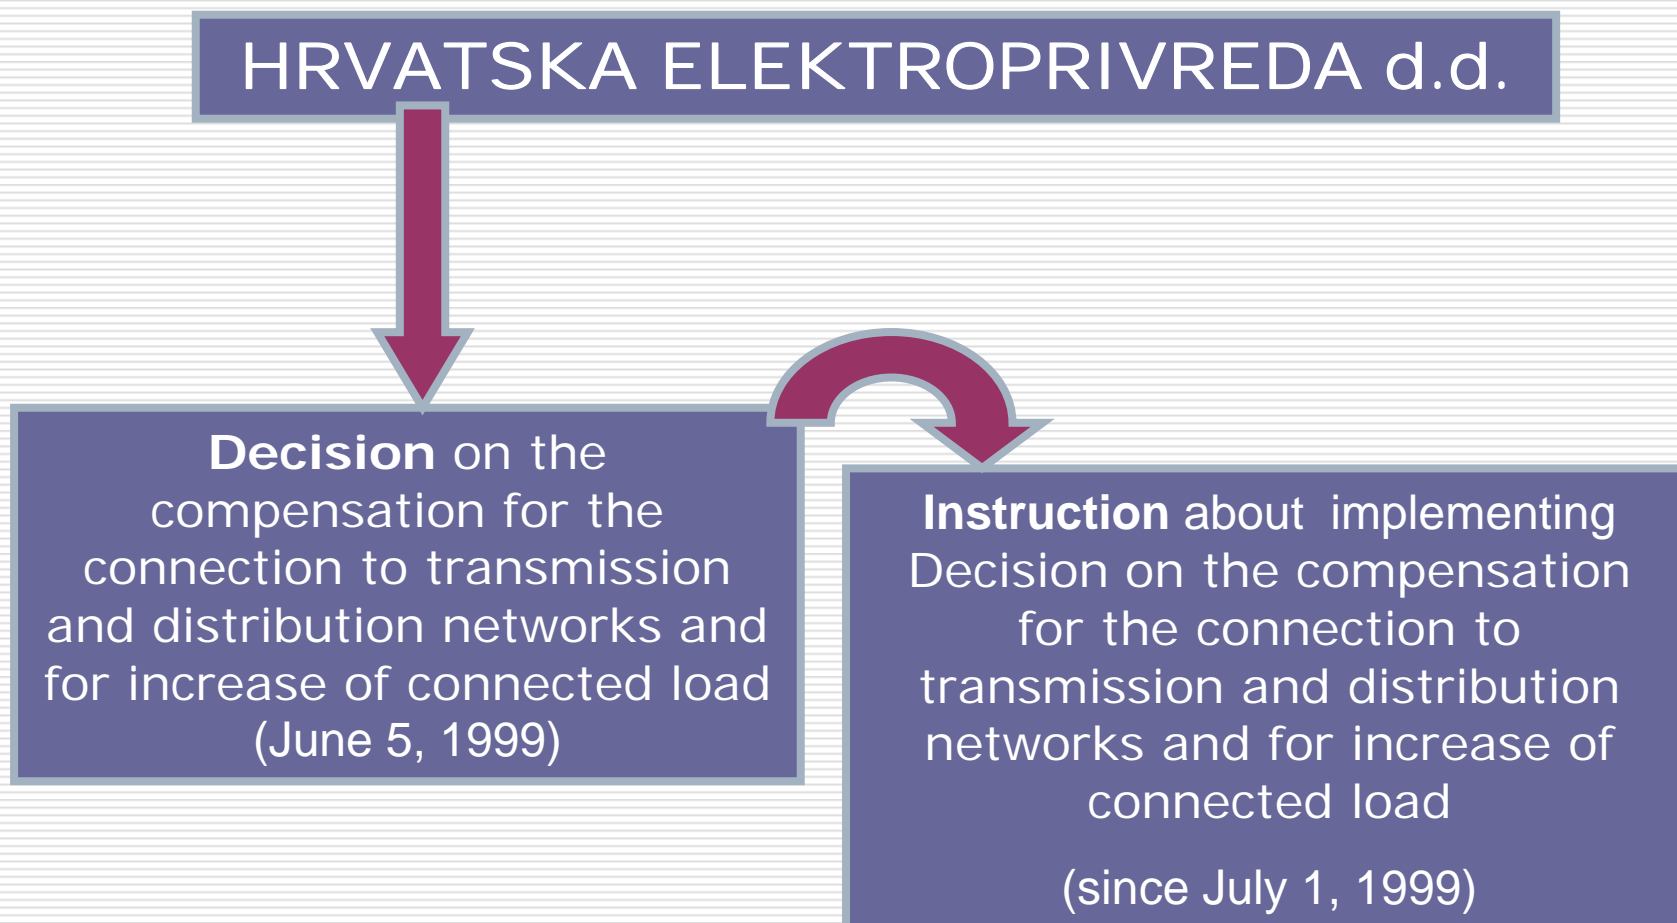 HRVATSKA ELEKTROPRIVREDA d.d.
Decision on the
compensation for the
connection to transmission
and distribution networks and
for increase of connected load
(June 5, 1999)
Instruction about  implementing
Decision on the compensation
for the connection to
transmission and distribution
networks and for increase of
connected load
(since July 1, 1999)